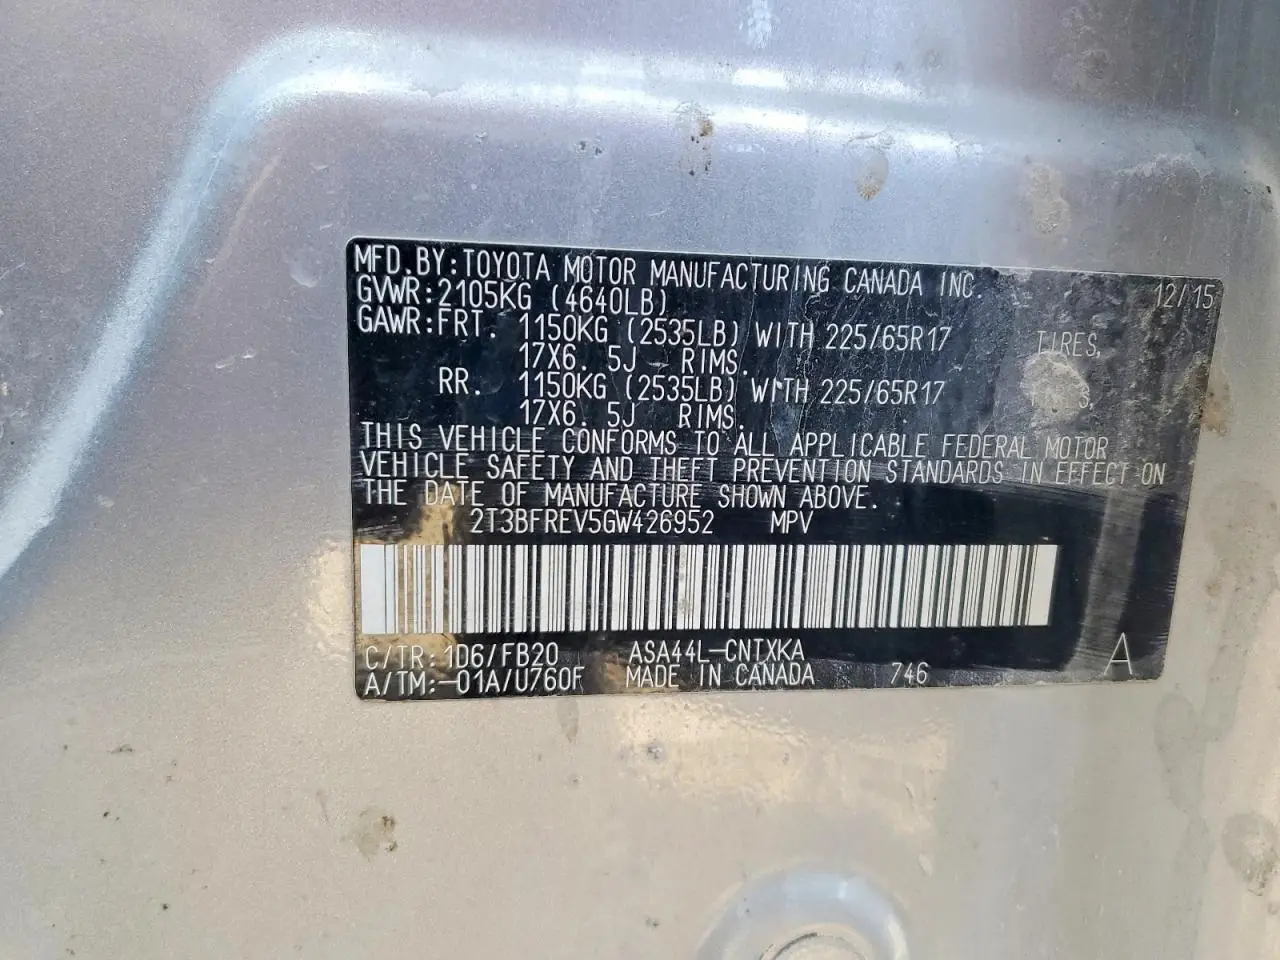 MFD.BY:TOYOTA MOTOR MANUFACTURING CANADA INC. 12/15
GVWR:2105KG (4640LB)
GAWR:FRT. 1150KG (2535LB) WITH 225/65R17 TIRES,
17X6. 5J RIMS.
RR. 1150KG (2535LB) WITH 225/65R17
17X6. 5J RIMS.
THIS VEHICLE CONFORMS TO ALL APPLICABLE FEDERAL MOTOR
VEHICLE SAFETY AND THEFT PREVENTION STANDARDS IN EFFECT ON
THE DATE OF MANUFACTURE SHOWN ABOVE.
2T3BFREV5GW426952 MPV
C/TR:1D6/FB20 ASA44L-CNTXKA
A/TM:-01A/U760F MADE IN CANADA 746 A